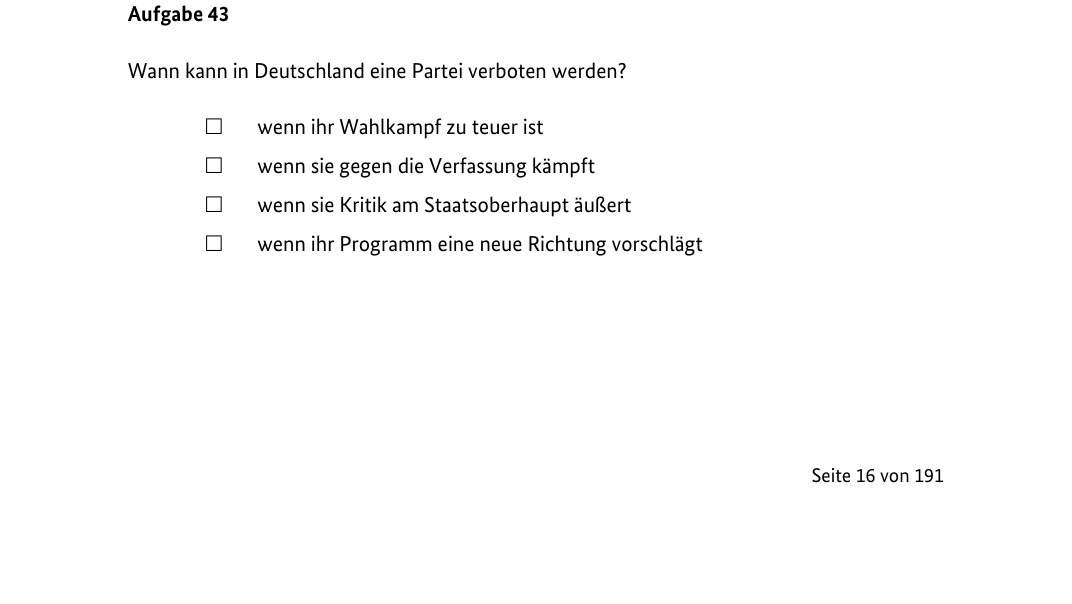 Aufgabe 43
Wann kann in Deutschland eine Partei verboten werden?
☐ wenn ihr Wahlkampf zu teuer ist
☐ wenn sie gegen die Verfassung kämpft
☐ wenn sie Kritik am Staatsoberhaupt äußert
☐ wenn ihr Programm eine neue Richtung vorschlägt
Seite 16 von 191